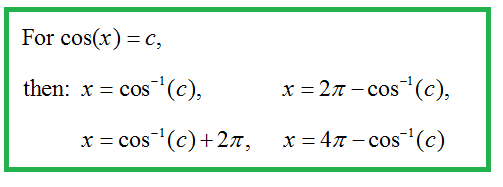 For cos(x) = c,
then: x = cos⁻¹(c), x = 2π − cos⁻¹(c),
x = cos⁻¹(c) + 2π, x = 4π − cos⁻¹(c)